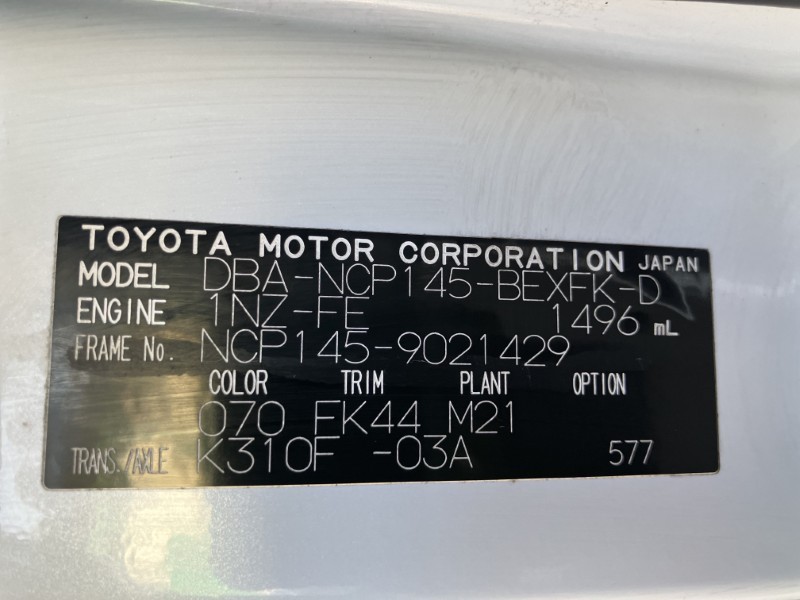 TOYOTA MOTOR CORPORATION JAPAN
MODEL DBA-NCP145-BEXFK-D
ENGINE 1NZ-FE 1496 mL
FRAME No. NCP145-9021429
COLOR TRIM PLANT OPTION
070 FK44 M21
TRANS./AXLE K310F -03A 577